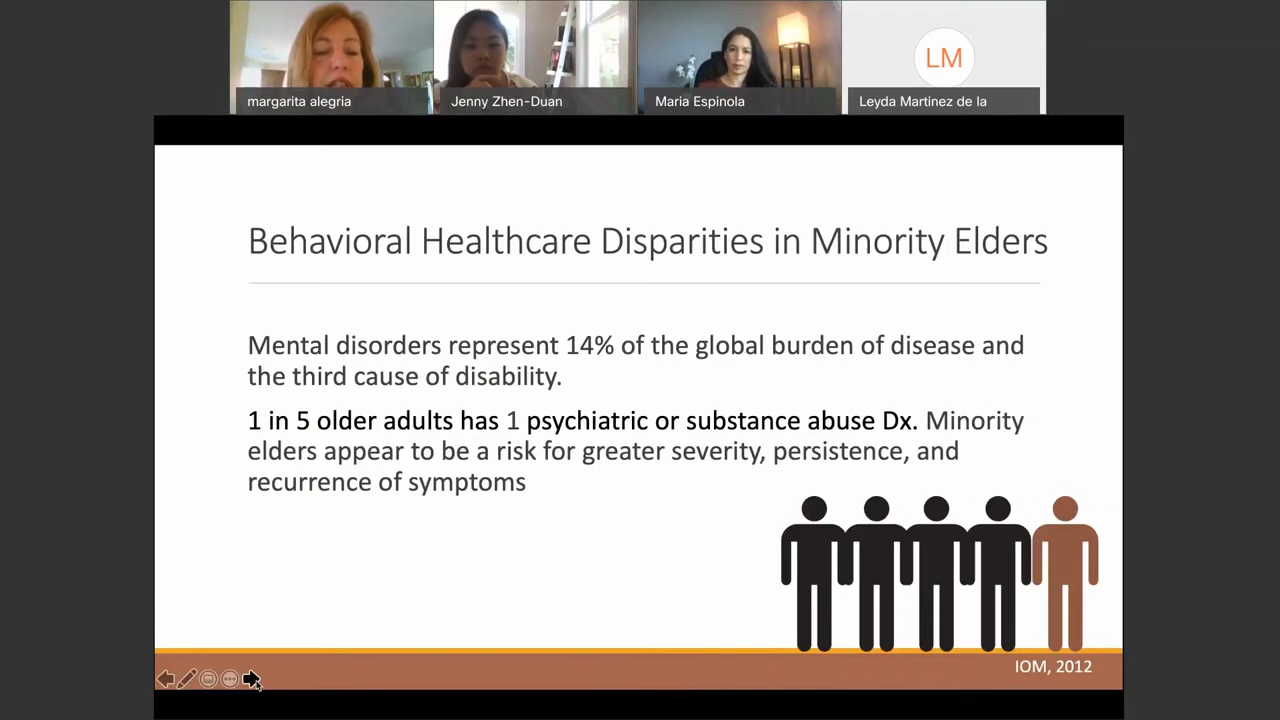 margarita alegria
Jenny Zhen-Duan
Maria Espinola
LM
Leyda Martinez de la
Behavioral Healthcare Disparities in Minority Elders
Mental disorders represent 14% of the global burden of disease and
the third cause of disability.
1 in 5 older adults has 1 psychiatric or substance abuse Dx. Minority
elders appear to be a risk for greater severity, persistence, and
recurrence of symptoms
IOM, 2012